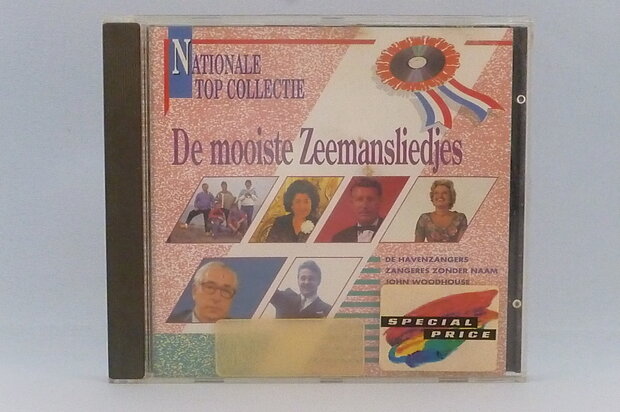 NATIONALE
TOP COLLECTIE
De mooiste Zeemansliedjes
DE HAVENZANGERS
ZANGERES ZONDER NAAM
JOHN WOODHOUSE
SPECIAL
PRICE